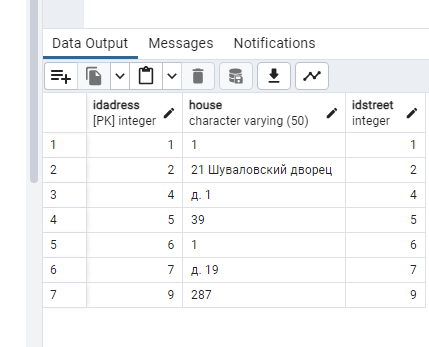 Data Output Messages Notifications
idadress house idstreet
[PK] integer character varying (50) integer
1 1 1 1
2 2 21 Шуваловский дворец 2
3 4 д. 1 4
4 5 39 5
5 6 1 6
6 7 д. 19 7
7 9 287 9